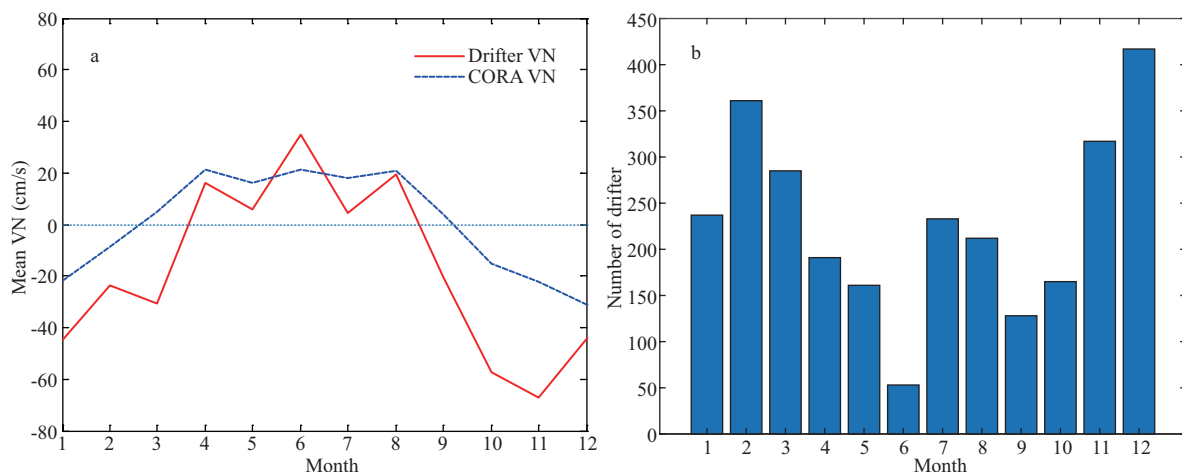 a
Drifter VN
CORA VN
Mean VN (cm/s)
80
60
40
20
0
-20
-40
-60
-80
1 2 3 4 5 6 7 8 9 10 11 12
Month
b
Number of drifter
450
400
350
300
250
200
150
100
50
0
1 2 3 4 5 6 7 8 9 10 11 12
Month